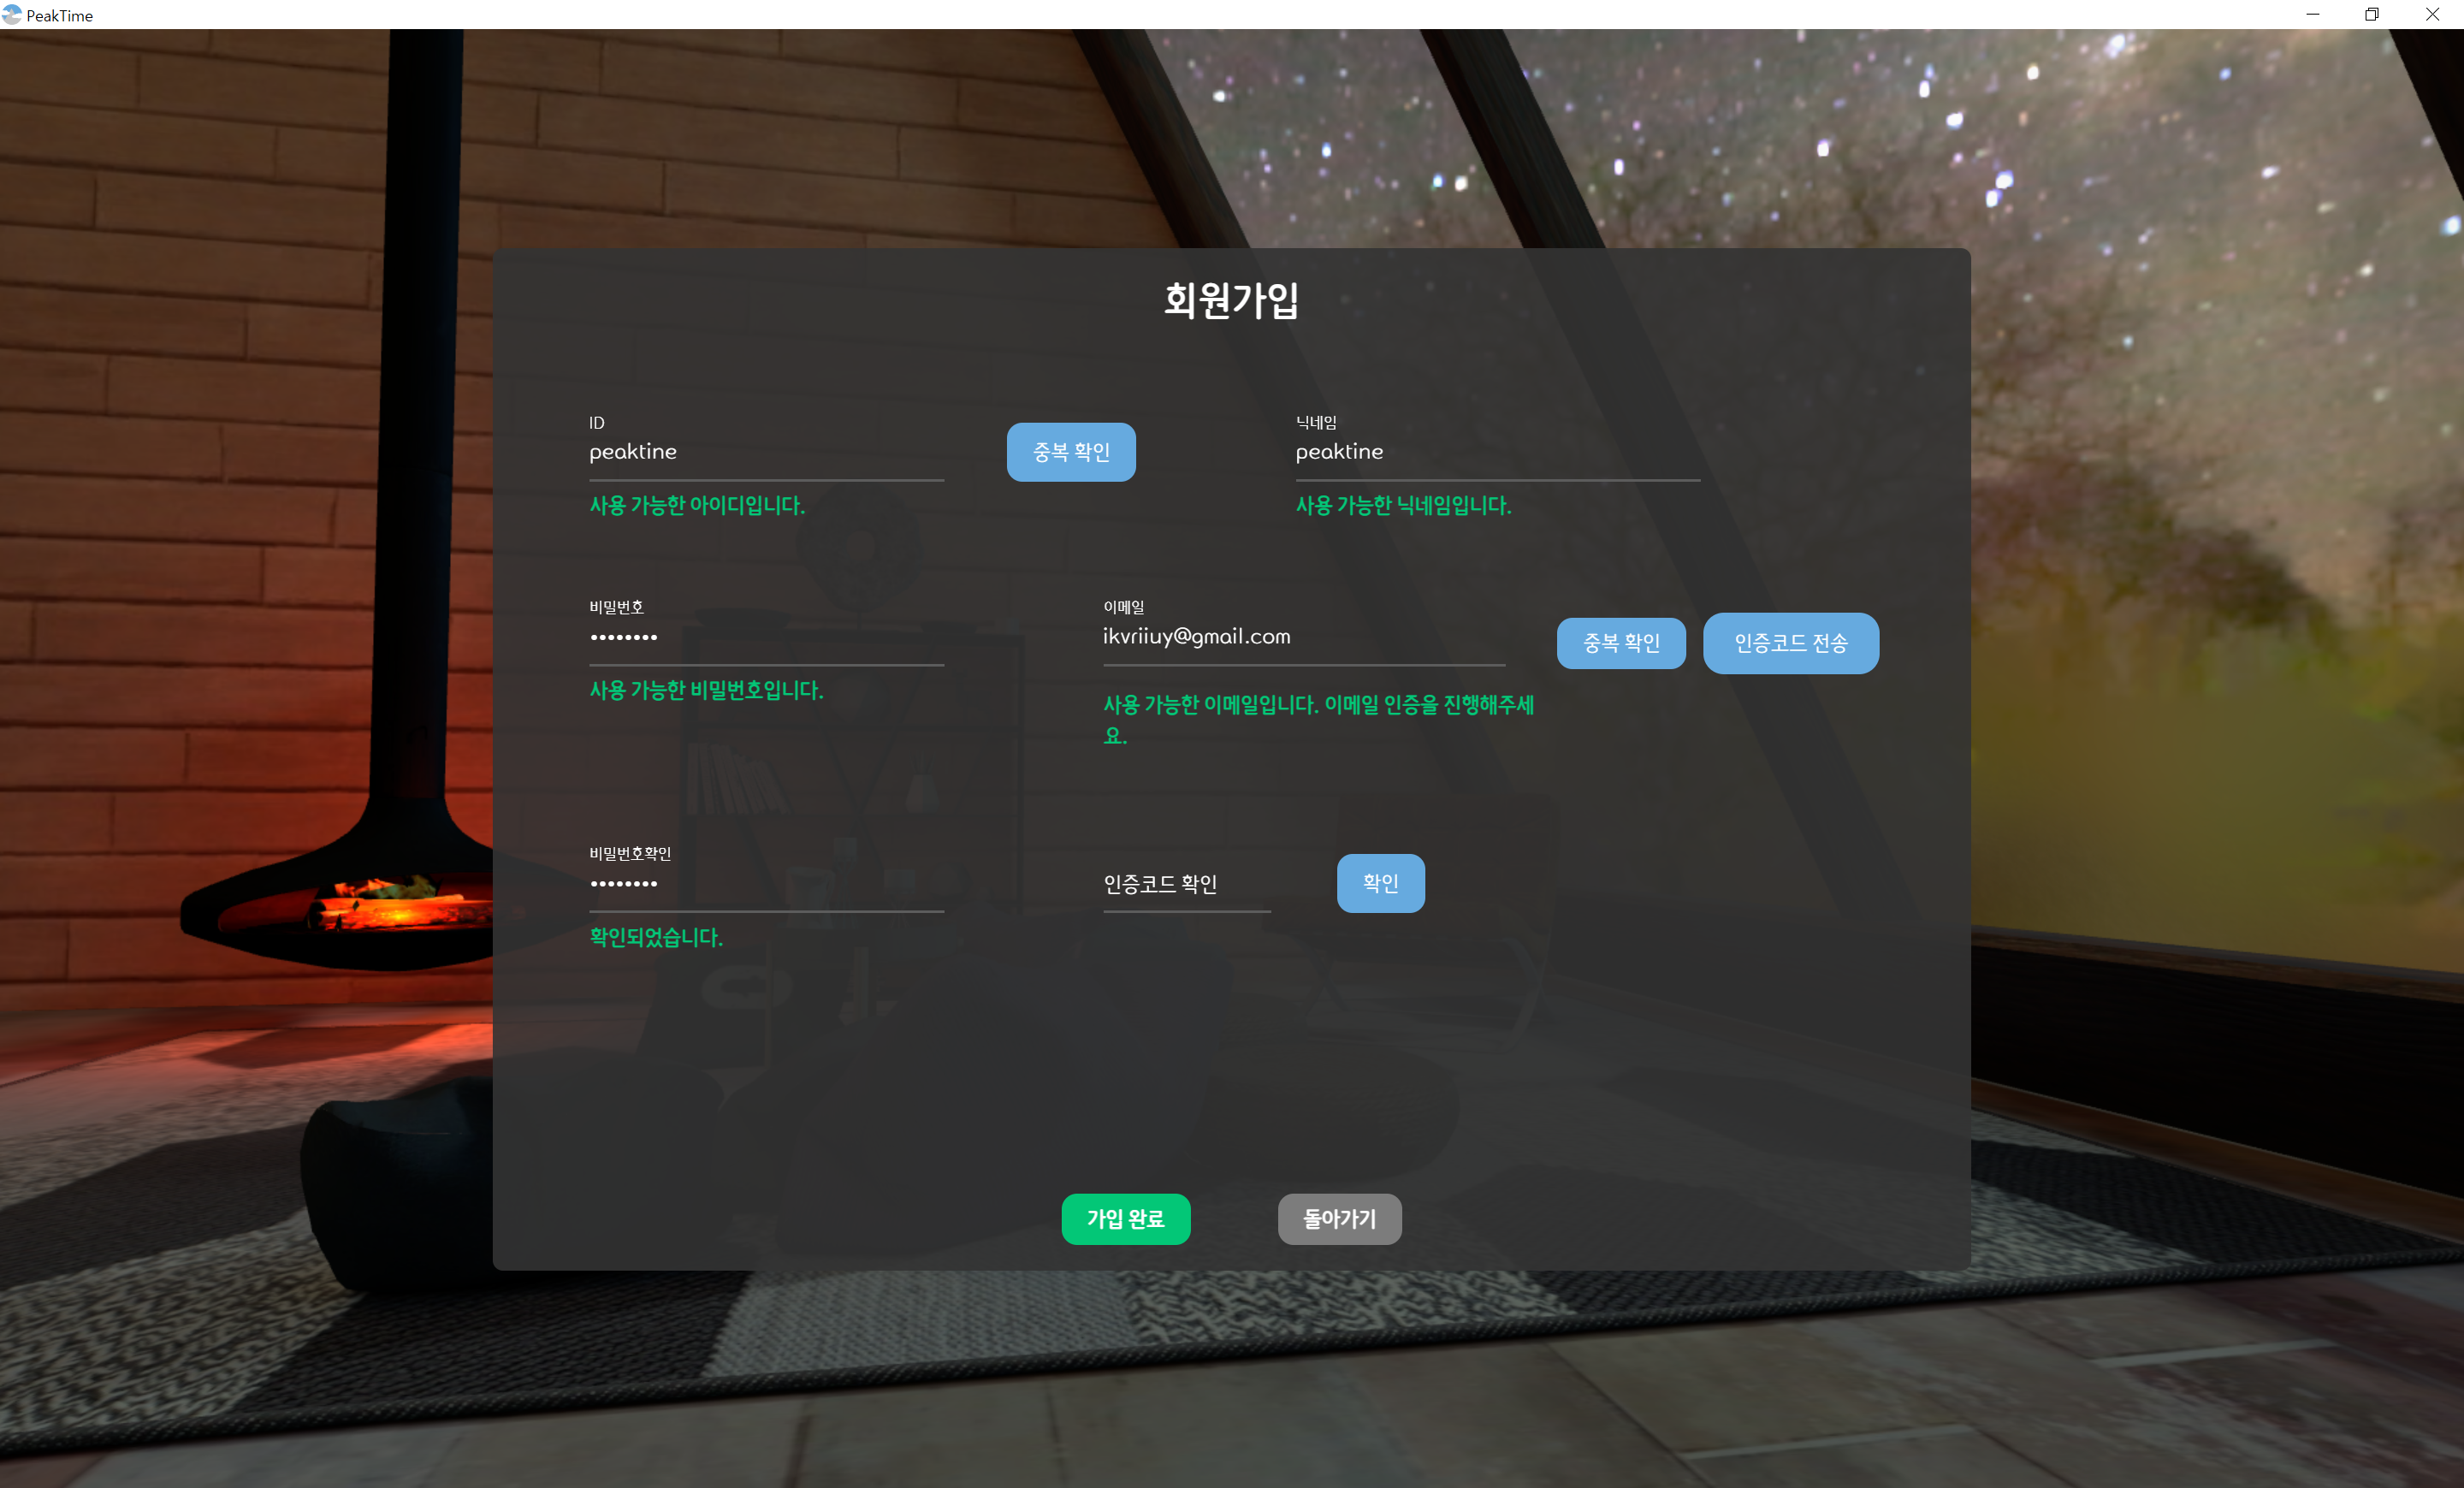 PeakTime
회원가입
ID
peaktine
중복 확인
사용 가능한 아이디입니다.
닉네임
peaktine
사용 가능한 닉네임입니다.
비밀번호
••••••••
사용 가능한 비밀번호입니다.
이메일
ikvriiuy@gmail.com
중복 확인
인증코드 전송
사용 가능한 이메일입니다. 이메일 인증을 진행해주세
요.
비밀번호확인
••••••••
확인되었습니다.
인증코드 확인
확인
가입 완료
돌아가기